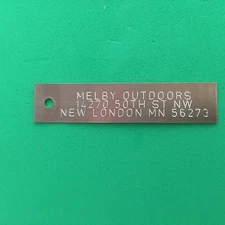 MELBY OUTDOORS
14270 50TH ST NW
NEW LONDON MN 56273